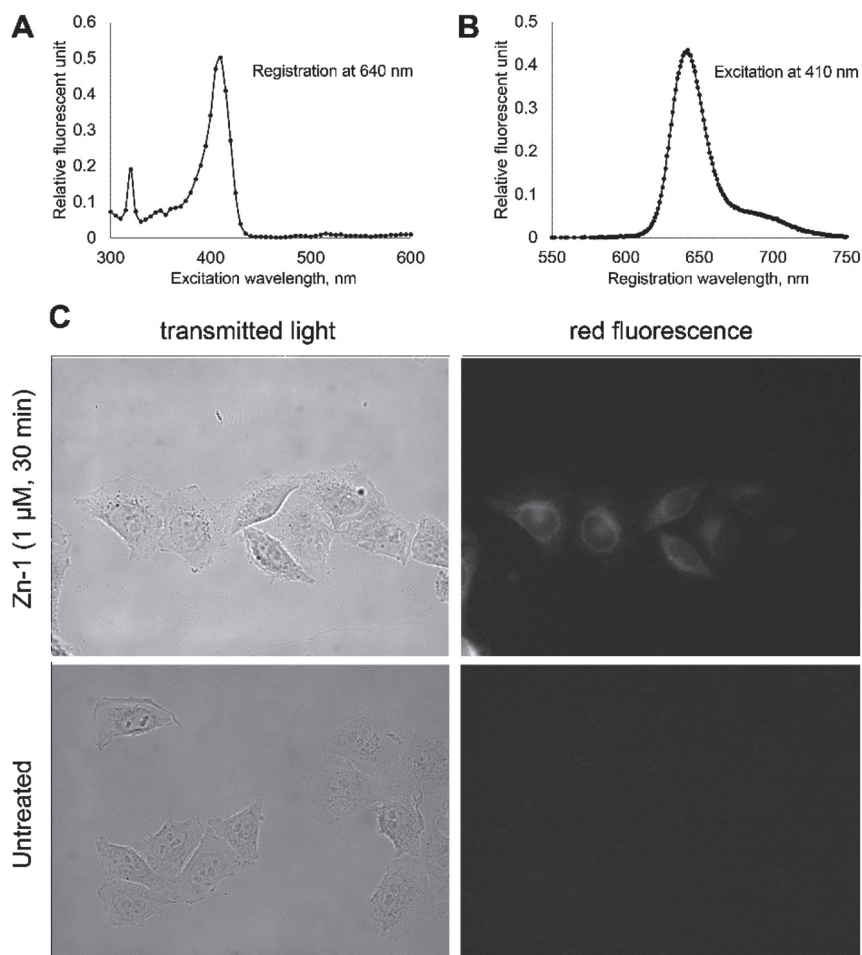 A
Relative fluorescent unit
0.6
0.5
0.4
0.3
0.2
0.1
0
Registration at 640 nm
300
400
500
600
Excitation wavelength, nm
B
Relative fluorescent unit
0.5
0.4
0.3
0.2
0.1
0
Excitation at 410 nm
550
600
650
700
750
Registration wavelength, nm
C
transmitted light
red fluorescence
Zn-1 (1 µM, 30 min)
Untreated